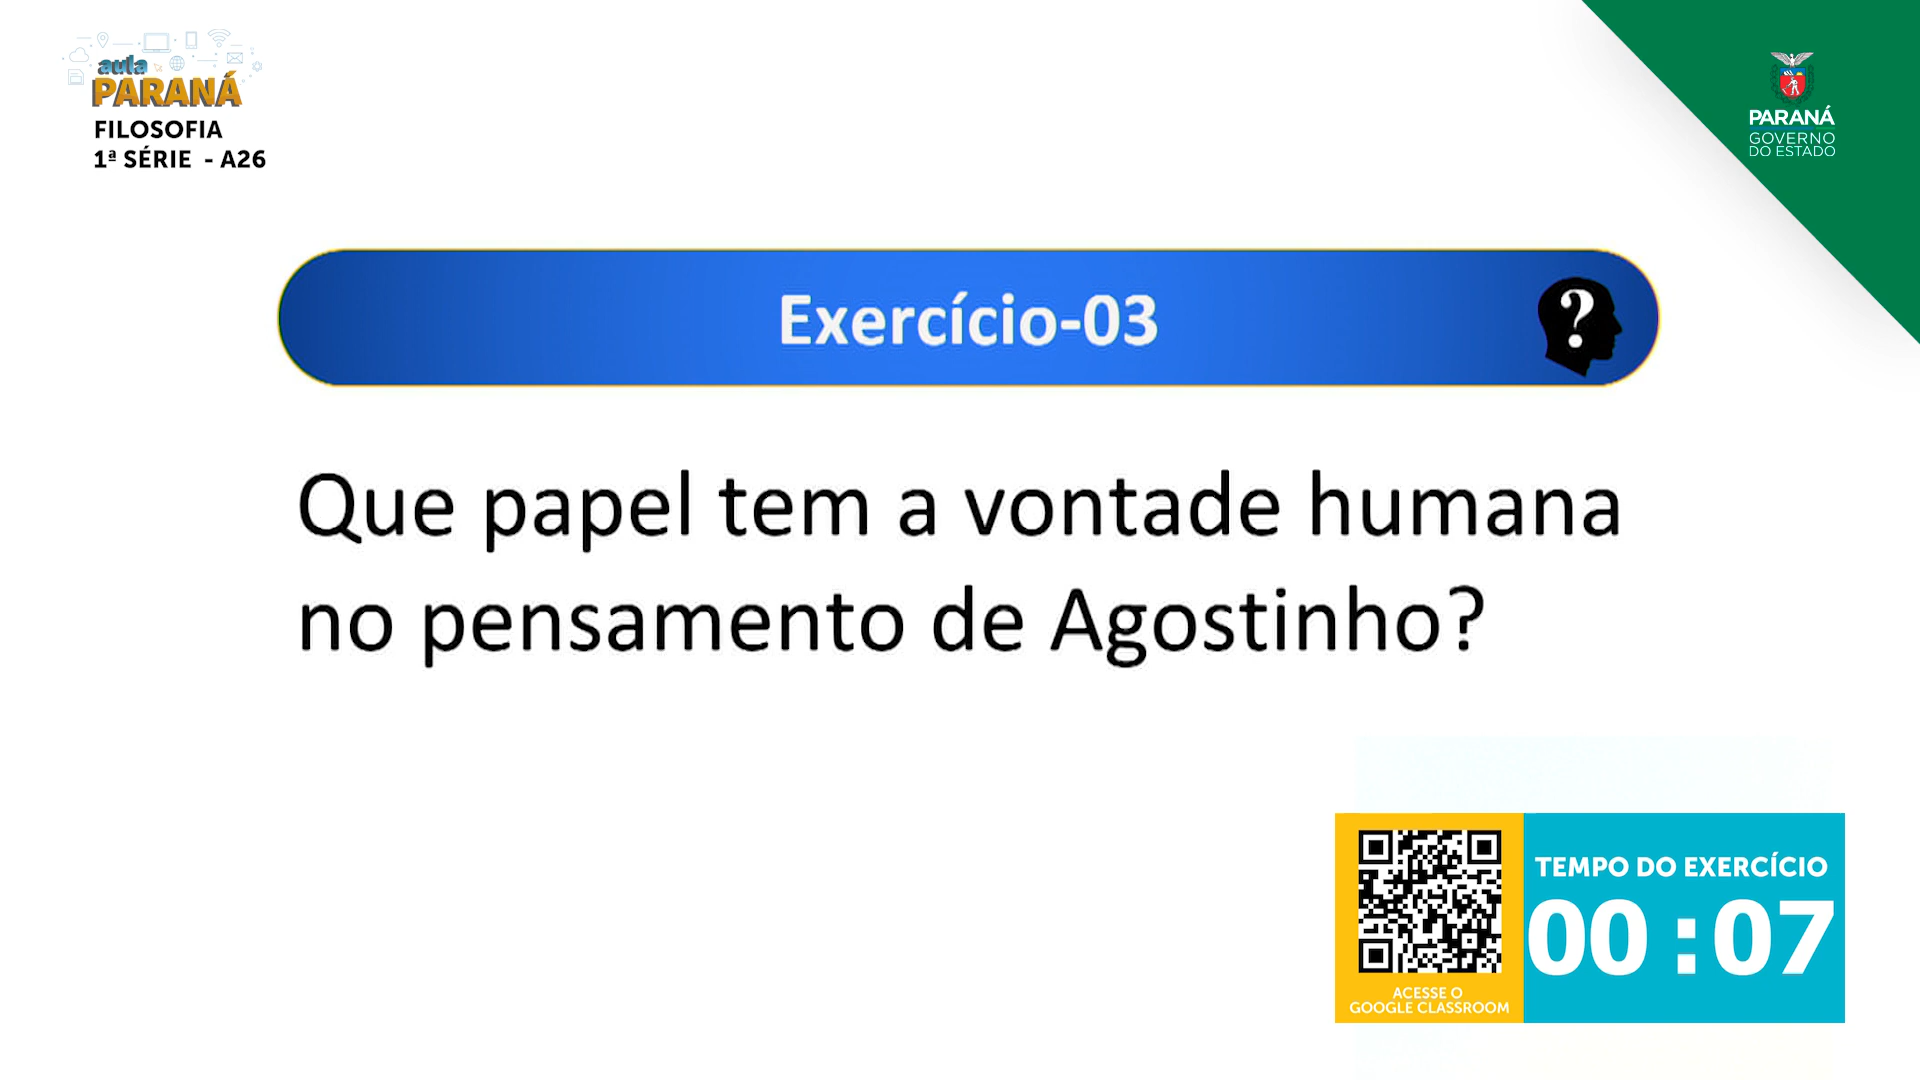 aula
PARANÁ
FILOSOFIA
1ª SÉRIE - A26
PARANÁ
GOVERNO
DO ESTADO
Exercício-03
?
Que papel tem a vontade humana
no pensamento de Agostinho?
TEMPO DO EXERCÍCIO
00 : 07
ACESSE O
GOOGLE CLASSROOM